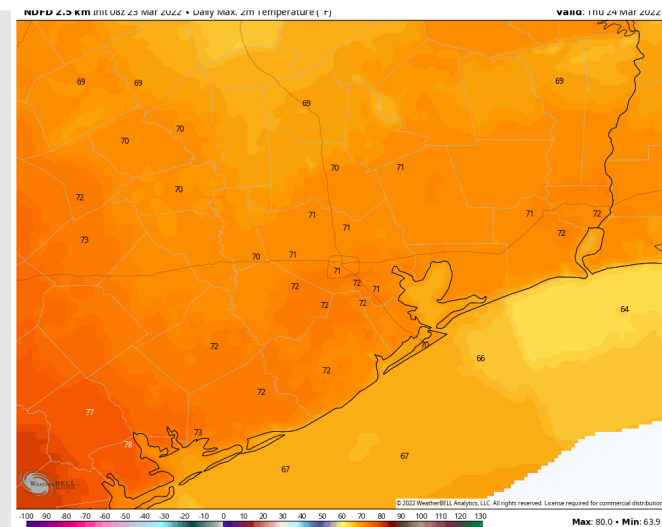 NDFD 2.5 km Init 08z 23 Mar 2022 • Daily Max. 2m Temperature (°F)
Valid: Thu 24 Mar 2022
69 69 69 69
70 70
70 71
70
72 71 71 72
71 72
73
70 71
71
72 72 71
72 72
64
70
72 66
72
72
77
73
78
67
67
WeatherBELL
© 2022 WeatherBELL Analytics, LLC. All rights reserved. License required for commercial distribution
-100 -90 -80 -70 -60 -50 -40 -30 -20 -10 0 10 20 30 40 50 60 70 80 90 100 110 120 130
Max: 80.0 • Min: 63.9